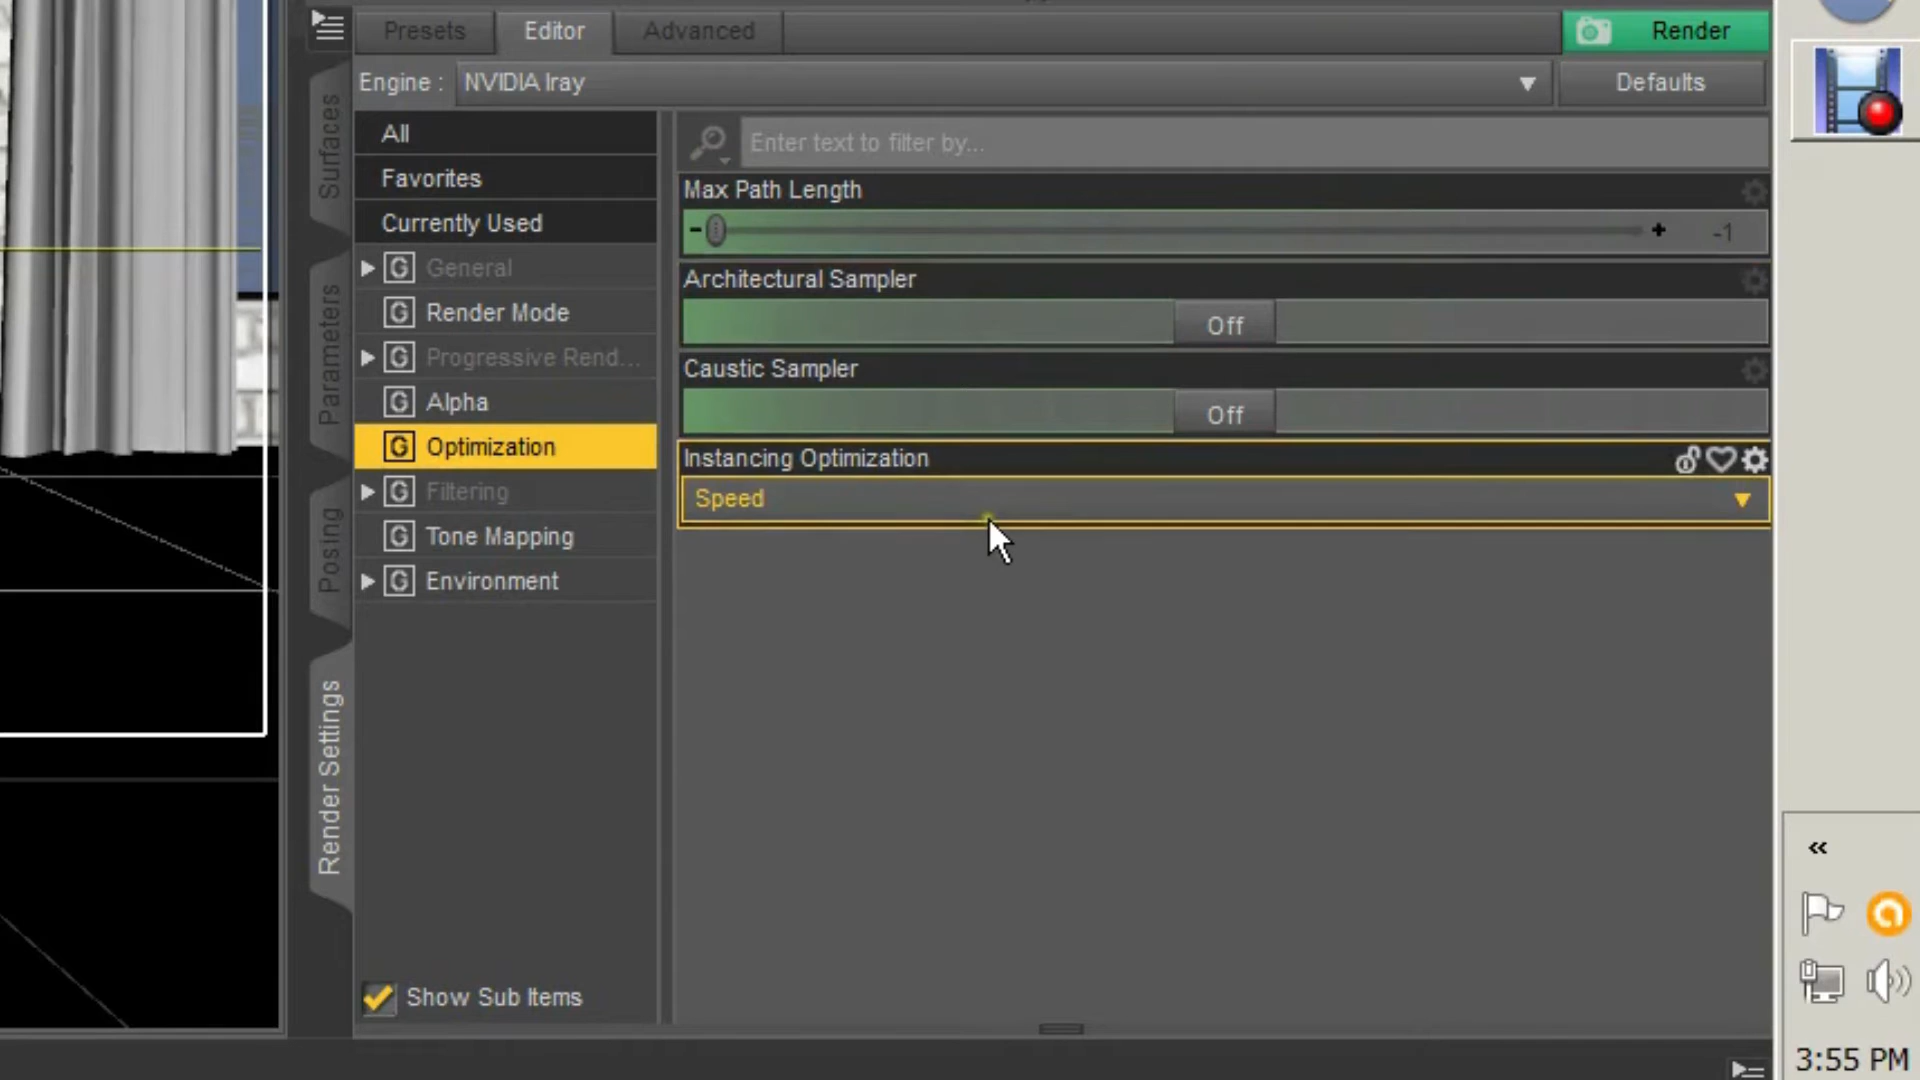 Presets
Editor
Advanced
Render
Engine :
NVIDIA Iray
Defaults
Surfaces
Parameters
Posing
Render Settings
All
Favorites
Currently Used
G General
G Render Mode
G Progressive Rend...
G Alpha
G Optimization
G Filtering
G Tone Mapping
G Environment
Show Sub Items
Enter text to filter by...
Max Path Length
-1
Architectural Sampler
Off
Caustic Sampler
Off
Instancing Optimization
Speed
3:55 PM